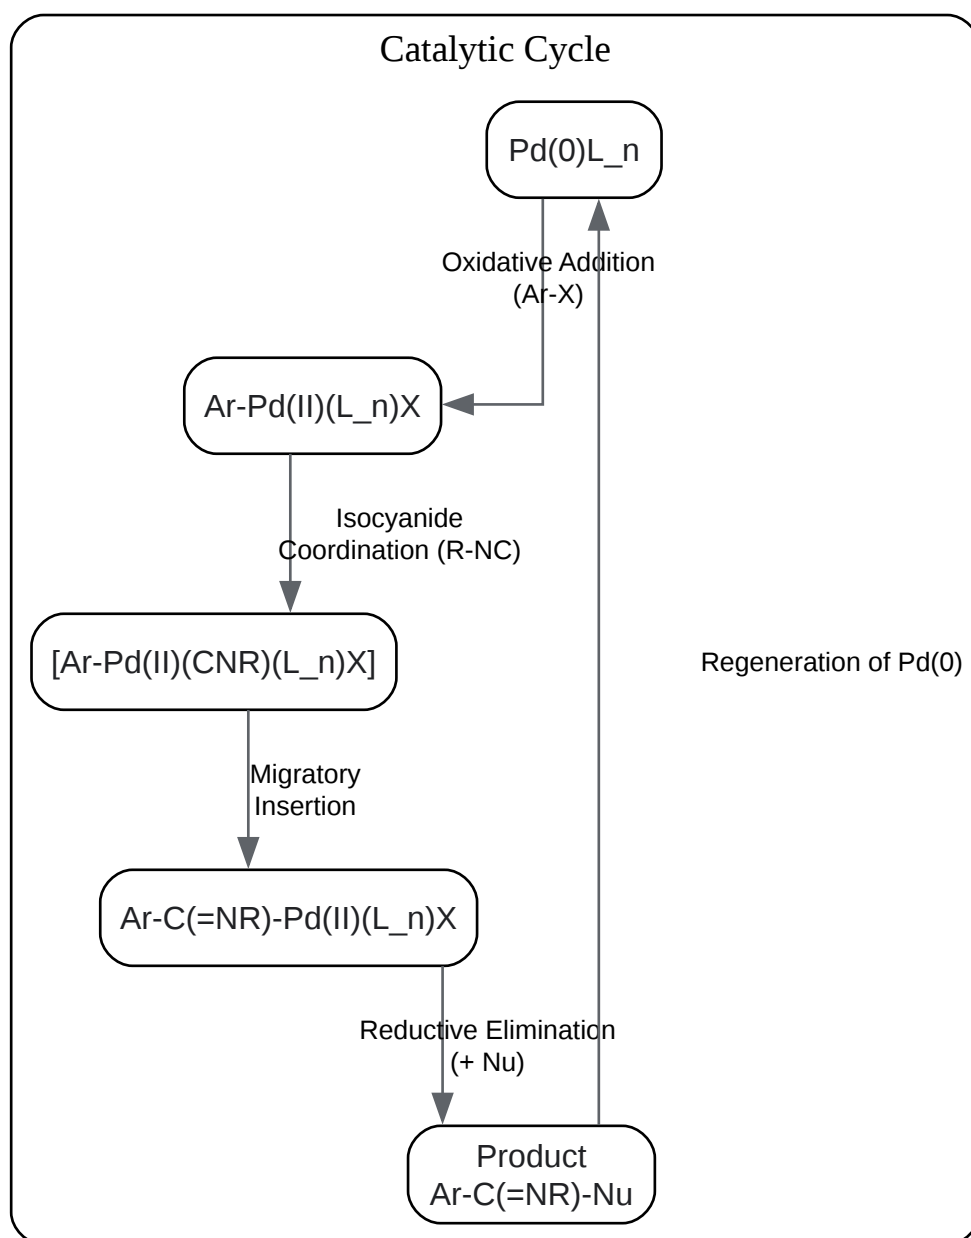 Catalytic Cycle
Pd(0)L_n
Oxidative Addition
(Ar-X)
Ar-Pd(II)(L_n)X
Isocyanide
Coordination (R-NC)
[Ar-Pd(II)(CNR)(L_n)X]
Regeneration of Pd(0)
Migratory
Insertion
Ar-C(=NR)-Pd(II)(L_n)X
Reductive Elimination
(+ Nu)
Product
Ar-C(=NR)-Nu